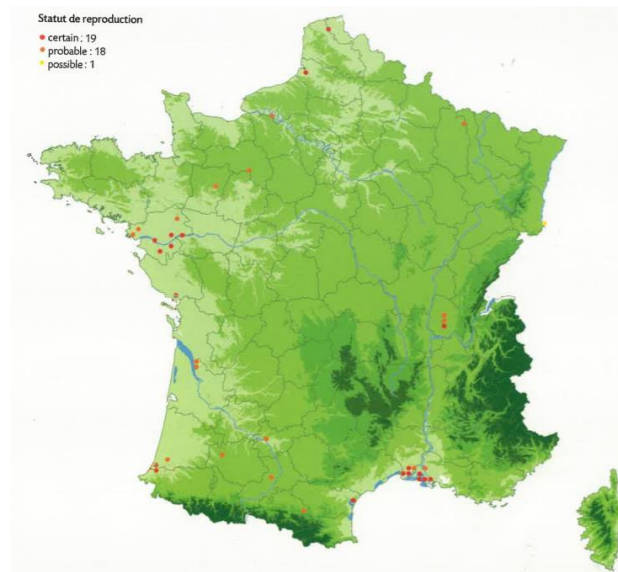 Statut de reproduction
certain : 19
probable : 18
possible : 1